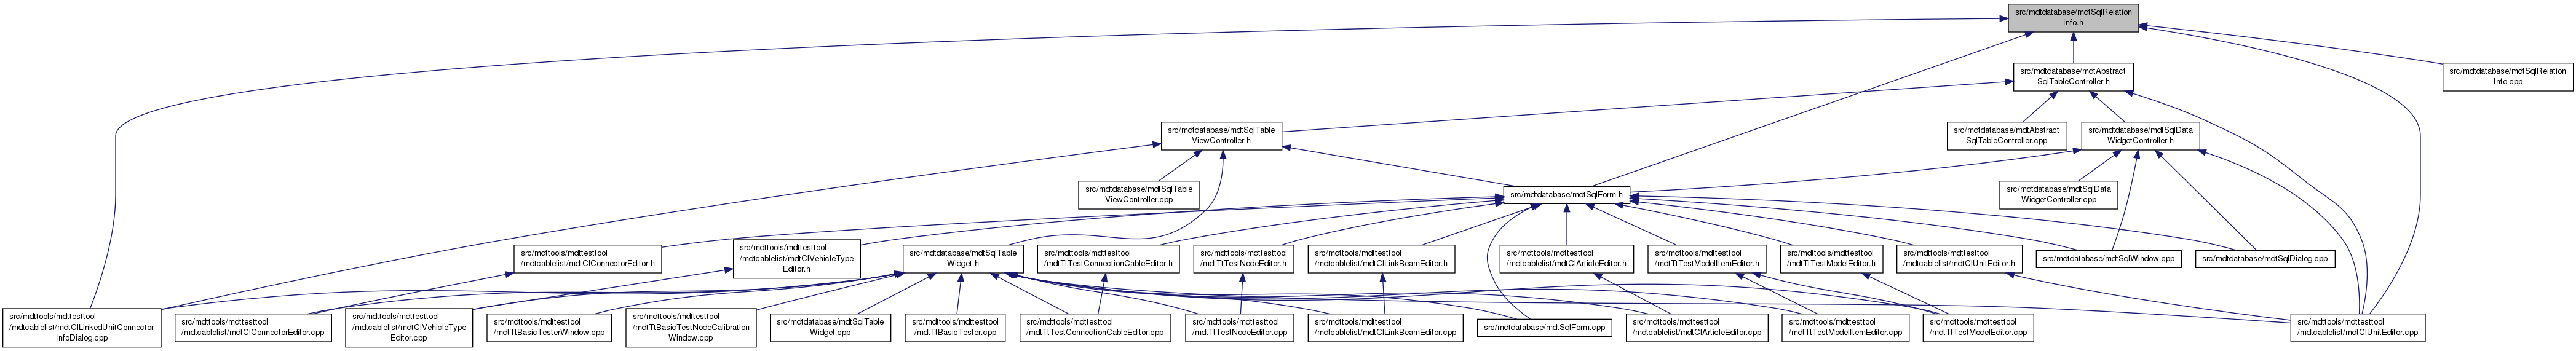 src/mdtdatabase/mdtSqlRelation
Info.h
src/mdtdatabase/mdtAbstract
SqlTableController.h
src/mdtdatabase/mdtSqlRelation
Info.cpp
src/mdtdatabase/mdtSqlTable
ViewController.h
src/mdtdatabase/mdtAbstract
SqlTableController.cpp
src/mdtdatabase/mdtSqlData
WidgetController.h
src/mdtdatabase/mdtSqlTable
ViewController.cpp
src/mdtdatabase/mdtSqlForm.h
src/mdtdatabase/mdtSqlData
WidgetController.cpp
src/mdttools/mdttesttool
/mdtcablelist/mdtClConnectorEditor.h
src/mdttools/mdttesttool
/mdtcablelist/mdtClVehicleType
Editor.h
src/mdtdatabase/mdtSqlTable
Widget.h
src/mdttools/mdttesttool
/mdtTtTestConnectionCableEditor.h
src/mdttools/mdttesttool
/mdtTtTestNodeEditor.h
src/mdttools/mdttesttool
/mdtcablelist/mdtClLinkBeamEditor.h
src/mdttools/mdttesttool
/mdtcablelist/mdtClArticleEditor.h
src/mdttools/mdttesttool
/mdtTtTestModelItemEditor.h
src/mdttools/mdttesttool
/mdtTtTestModelEditor.h
src/mdttools/mdttesttool
/mdtcablelist/mdtClUnitEditor.h
src/mdtdatabase/mdtSqlWindow.cpp
src/mdtdatabase/mdtSqlDialog.cpp
src/mdttools/mdttesttool
/mdtcablelist/mdtClLinkedUnitConnector
InfoDialog.cpp
src/mdttools/mdttesttool
/mdtcablelist/mdtClConnectorEditor.cpp
src/mdttools/mdttesttool
/mdtcablelist/mdtClVehicleType
Editor.cpp
src/mdttools/mdttesttool
/mdtTtBasicTesterWindow.cpp
src/mdttools/mdttesttool
/mdtTtBasicTestNodeCalibration
Window.cpp
src/mdtdatabase/mdtSqlTable
Widget.cpp
src/mdttools/mdttesttool
/mdtTtBasicTester.cpp
src/mdttools/mdttesttool
/mdtTtTestConnectionCableEditor.cpp
src/mdttools/mdttesttool
/mdtTtTestNodeEditor.cpp
src/mdttools/mdttesttool
/mdtcablelist/mdtClLinkBeamEditor.cpp
src/mdtdatabase/mdtSqlForm.cpp
src/mdttools/mdttesttool
/mdtcablelist/mdtClArticleEditor.cpp
src/mdttools/mdttesttool
/mdtTtTestModelItemEditor.cpp
src/mdttools/mdttesttool
/mdtTtTestModelEditor.cpp
src/mdttools/mdttesttool
/mdtcablelist/mdtClUnitEditor.cpp